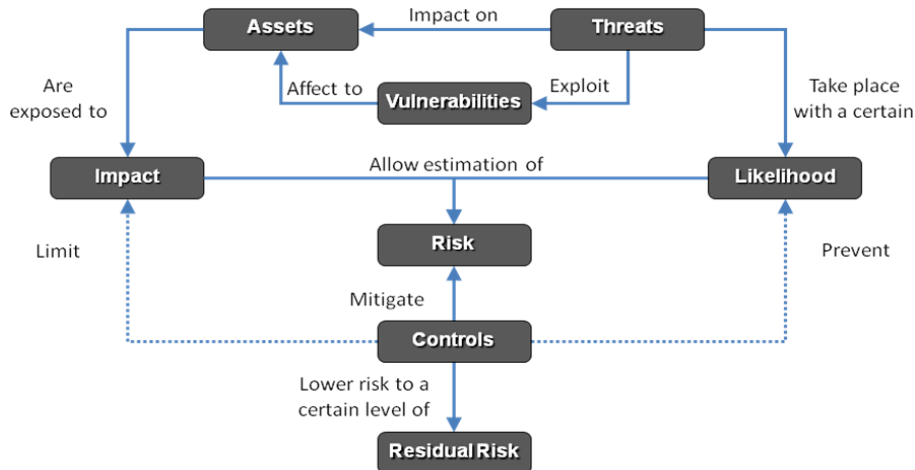 Assets
Impact on
Threats
Are
exposed to
Affect to
Vulnerabilities
Exploit
Take place
with a certain
Impact
Allow estimation of
Likelihood
Limit
Risk
Prevent
Mitigate
Controls
Lower risk to a
certain level of
Residual Risk